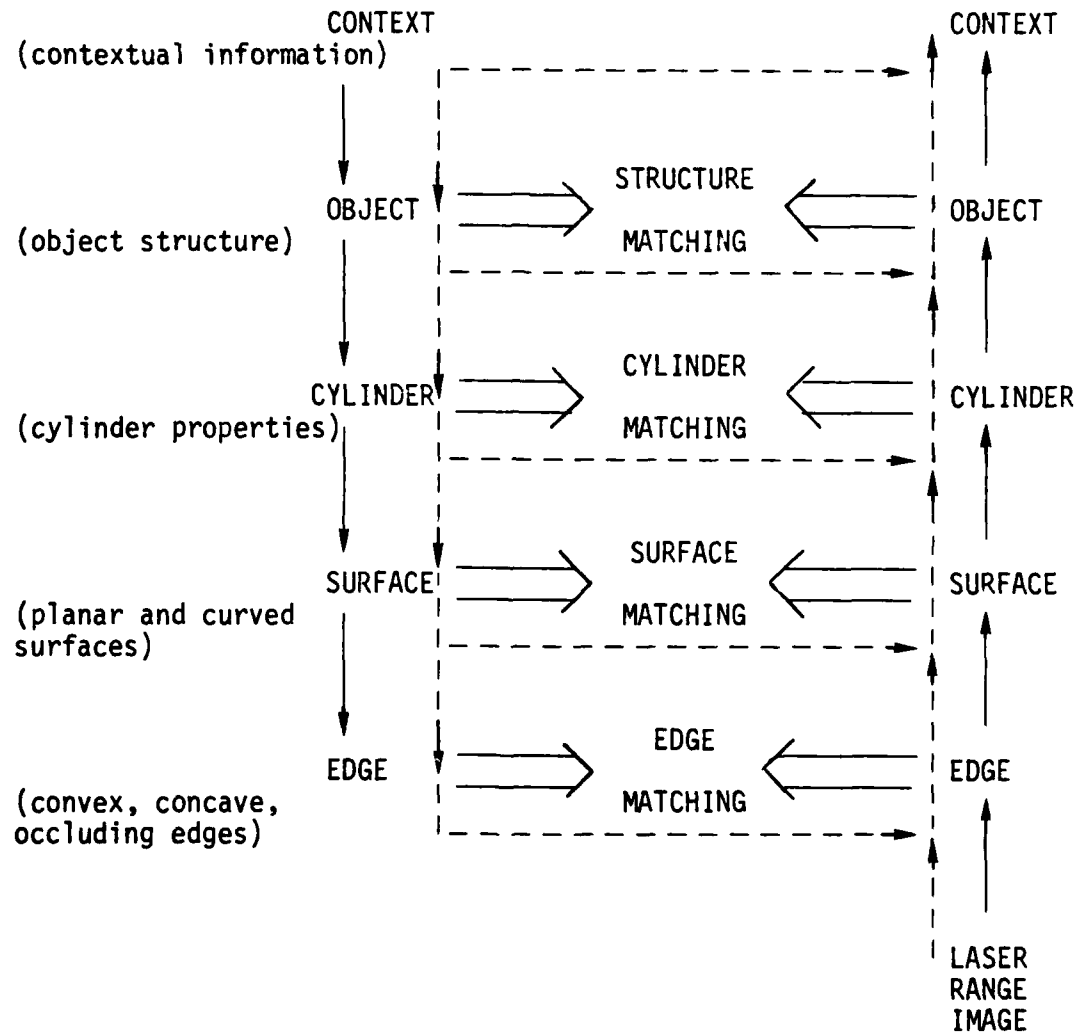 CONTEXT
CONTEXT
(contextual information)
STRUCTURE
OBJECT
OBJECT
(object structure)
MATCHING
CYLINDER
CYLINDER
CYLINDER
(cylinder properties)
MATCHING
SURFACE
SURFACE
SURFACE
(planar and curved
surfaces)
MATCHING
EDGE
EDGE
EDGE
(convex, concave,
occluding edges)
MATCHING
LASER
RANGE
IMAGE